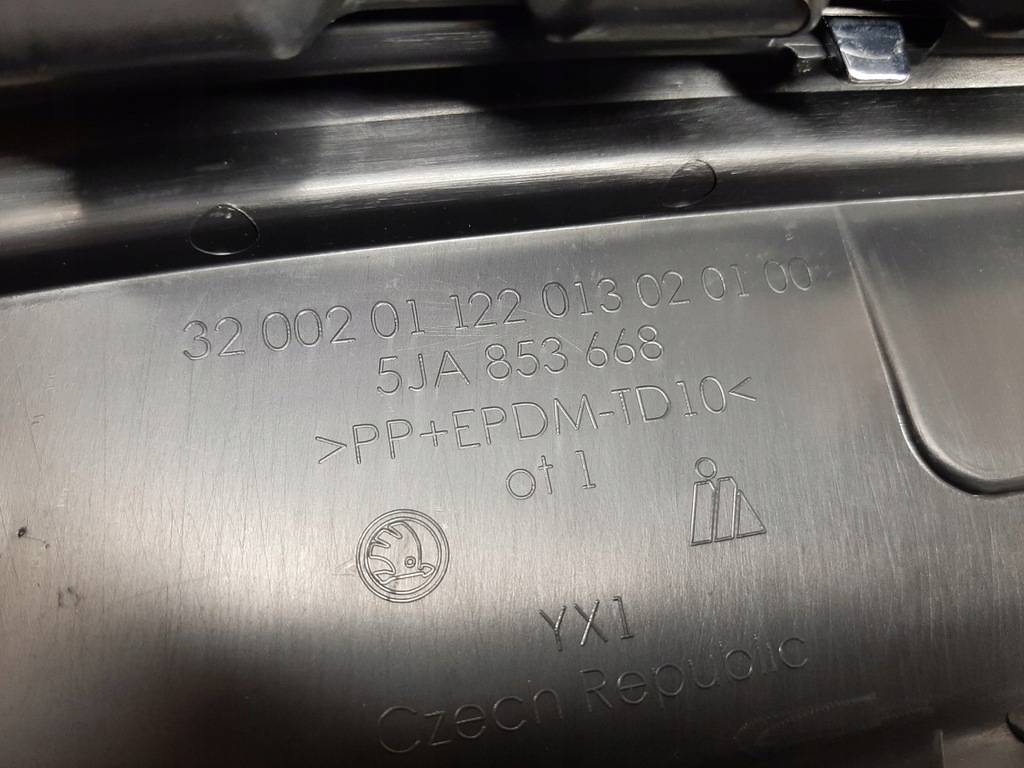 32 002 01 122 013 02 01 00
5JA 853 668
>PP+EPDM-TD10<
ot 1
YX1
Czech Republic